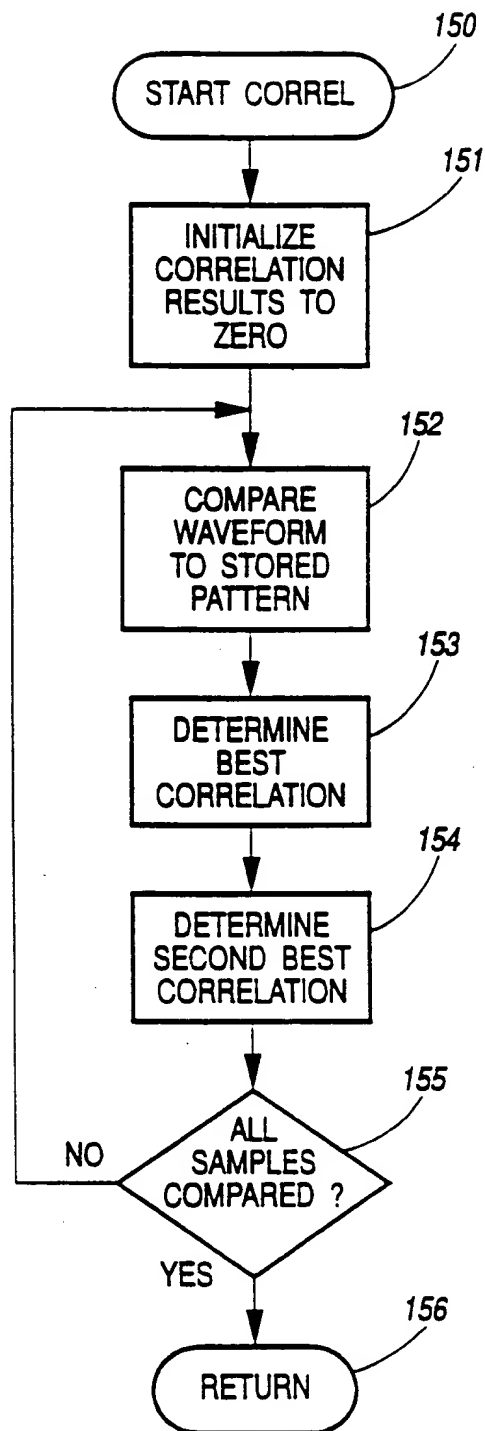 150
START CORREL
151
INITIALIZE
CORRELATION
RESULTS TO
ZERO
152
COMPARE
WAVEFORM
TO STORED
PATTERN
153
DETERMINE
BEST
CORRELATION
154
DETERMINE
SECOND BEST
CORRELATION
155
ALL
SAMPLES
COMPARED ?
NO
YES
156
RETURN